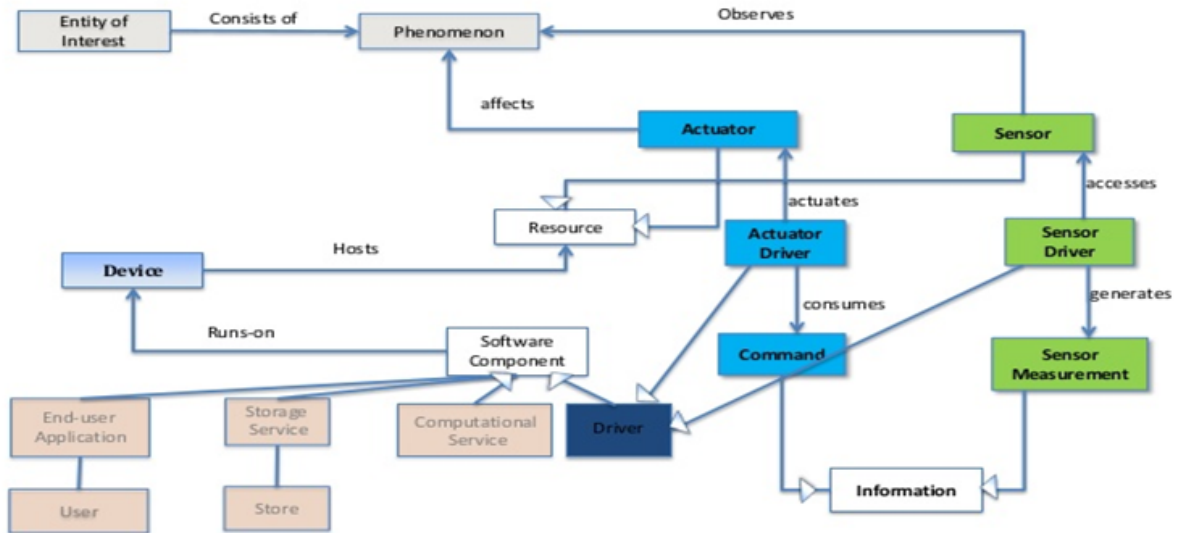 Entity of
Interest
Consists of
Phenomenon
Observes
affects
Actuator
Sensor
actuates
accesses
Resource
Actuator
Driver
Sensor
Driver
Hosts
Device
consumes
generates
Runs-on
Software
Component
Command
Sensor
Measurement
End-user
Application
Storage
Service
Computational
Service
Driver
User
Store
Information